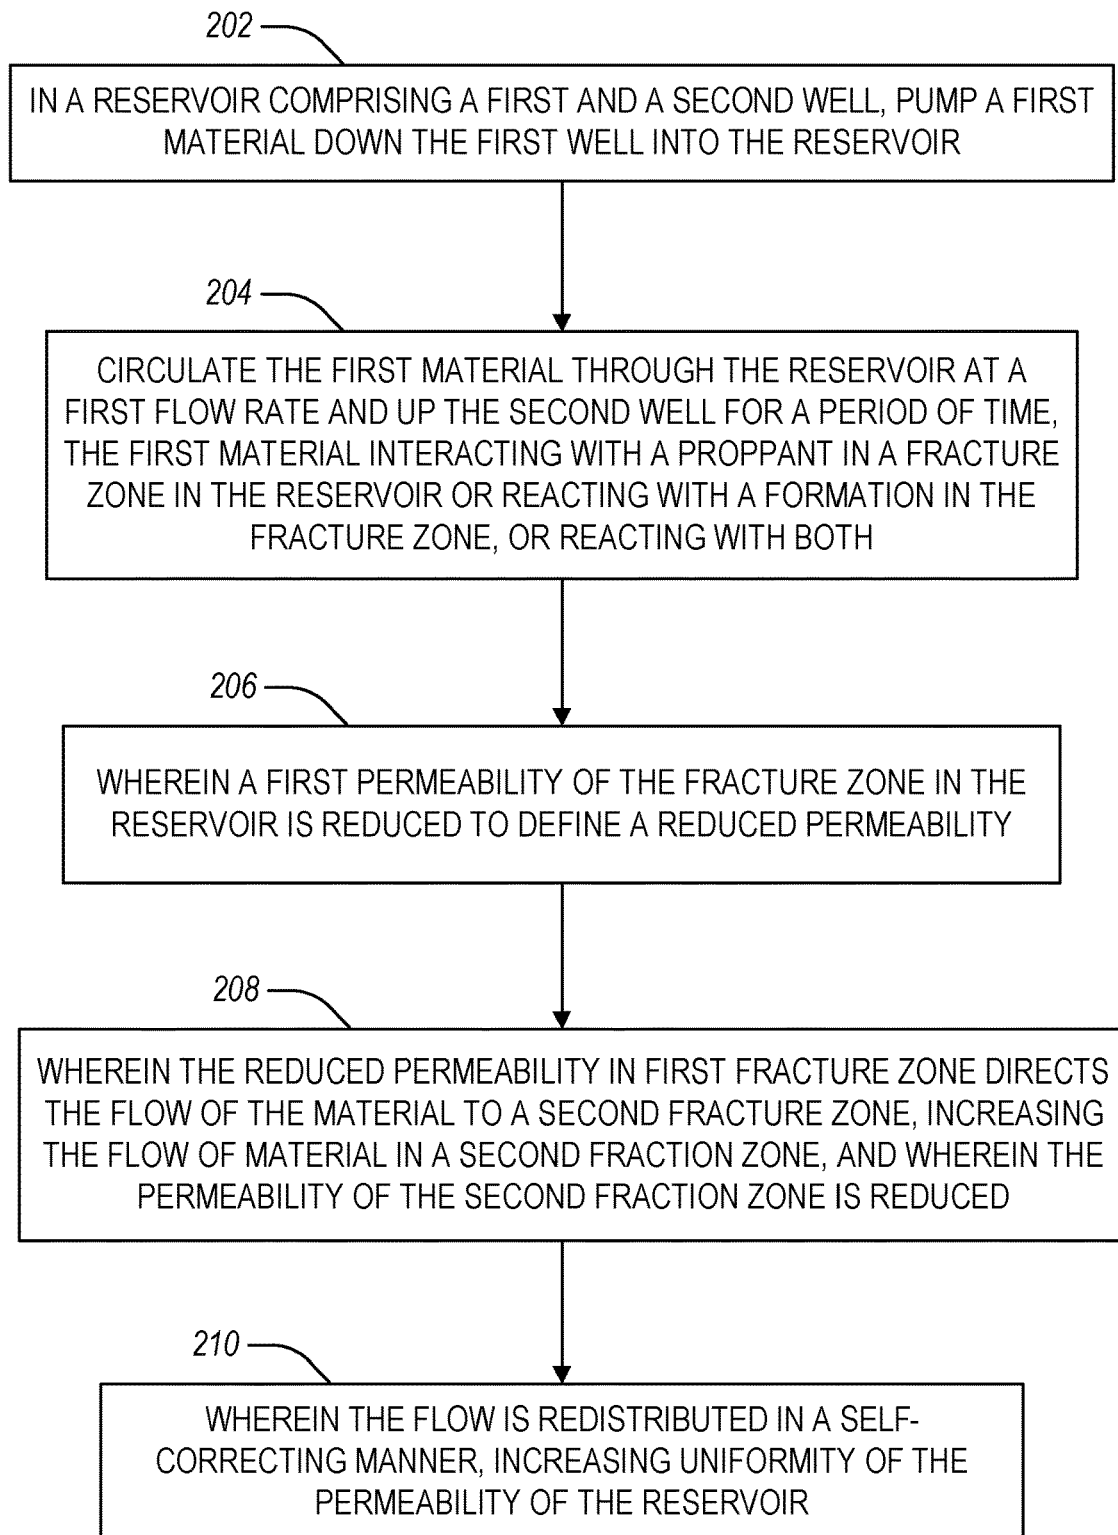 202
IN A RESERVOIR COMPRISING A FIRST AND A SECOND WELL, PUMP A FIRST
MATERIAL DOWN THE FIRST WELL INTO THE RESERVOIR
204
CIRCULATE THE FIRST MATERIAL THROUGH THE RESERVOIR AT A
FIRST FLOW RATE AND UP THE SECOND WELL FOR A PERIOD OF TIME,
THE FIRST MATERIAL INTERACTING WITH A PROPPANT IN A FRACTURE
ZONE IN THE RESERVOIR OR REACTING WITH A FORMATION IN THE
FRACTURE ZONE, OR REACTING WITH BOTH
206
WHEREIN A FIRST PERMEABILITY OF THE FRACTURE ZONE IN THE
RESERVOIR IS REDUCED TO DEFINE A REDUCED PERMEABILITY
208
WHEREIN THE REDUCED PERMEABILITY IN FIRST FRACTURE ZONE DIRECTS
THE FLOW OF THE MATERIAL TO A SECOND FRACTURE ZONE, INCREASING
THE FLOW OF MATERIAL IN A SECOND FRACTION ZONE, AND WHEREIN THE
PERMEABILITY OF THE SECOND FRACTION ZONE IS REDUCED
210
WHEREIN THE FLOW IS REDISTRIBUTED IN A SELF-
CORRECTING MANNER, INCREASING UNIFORMITY OF THE
PERMEABILITY OF THE RESERVOIR